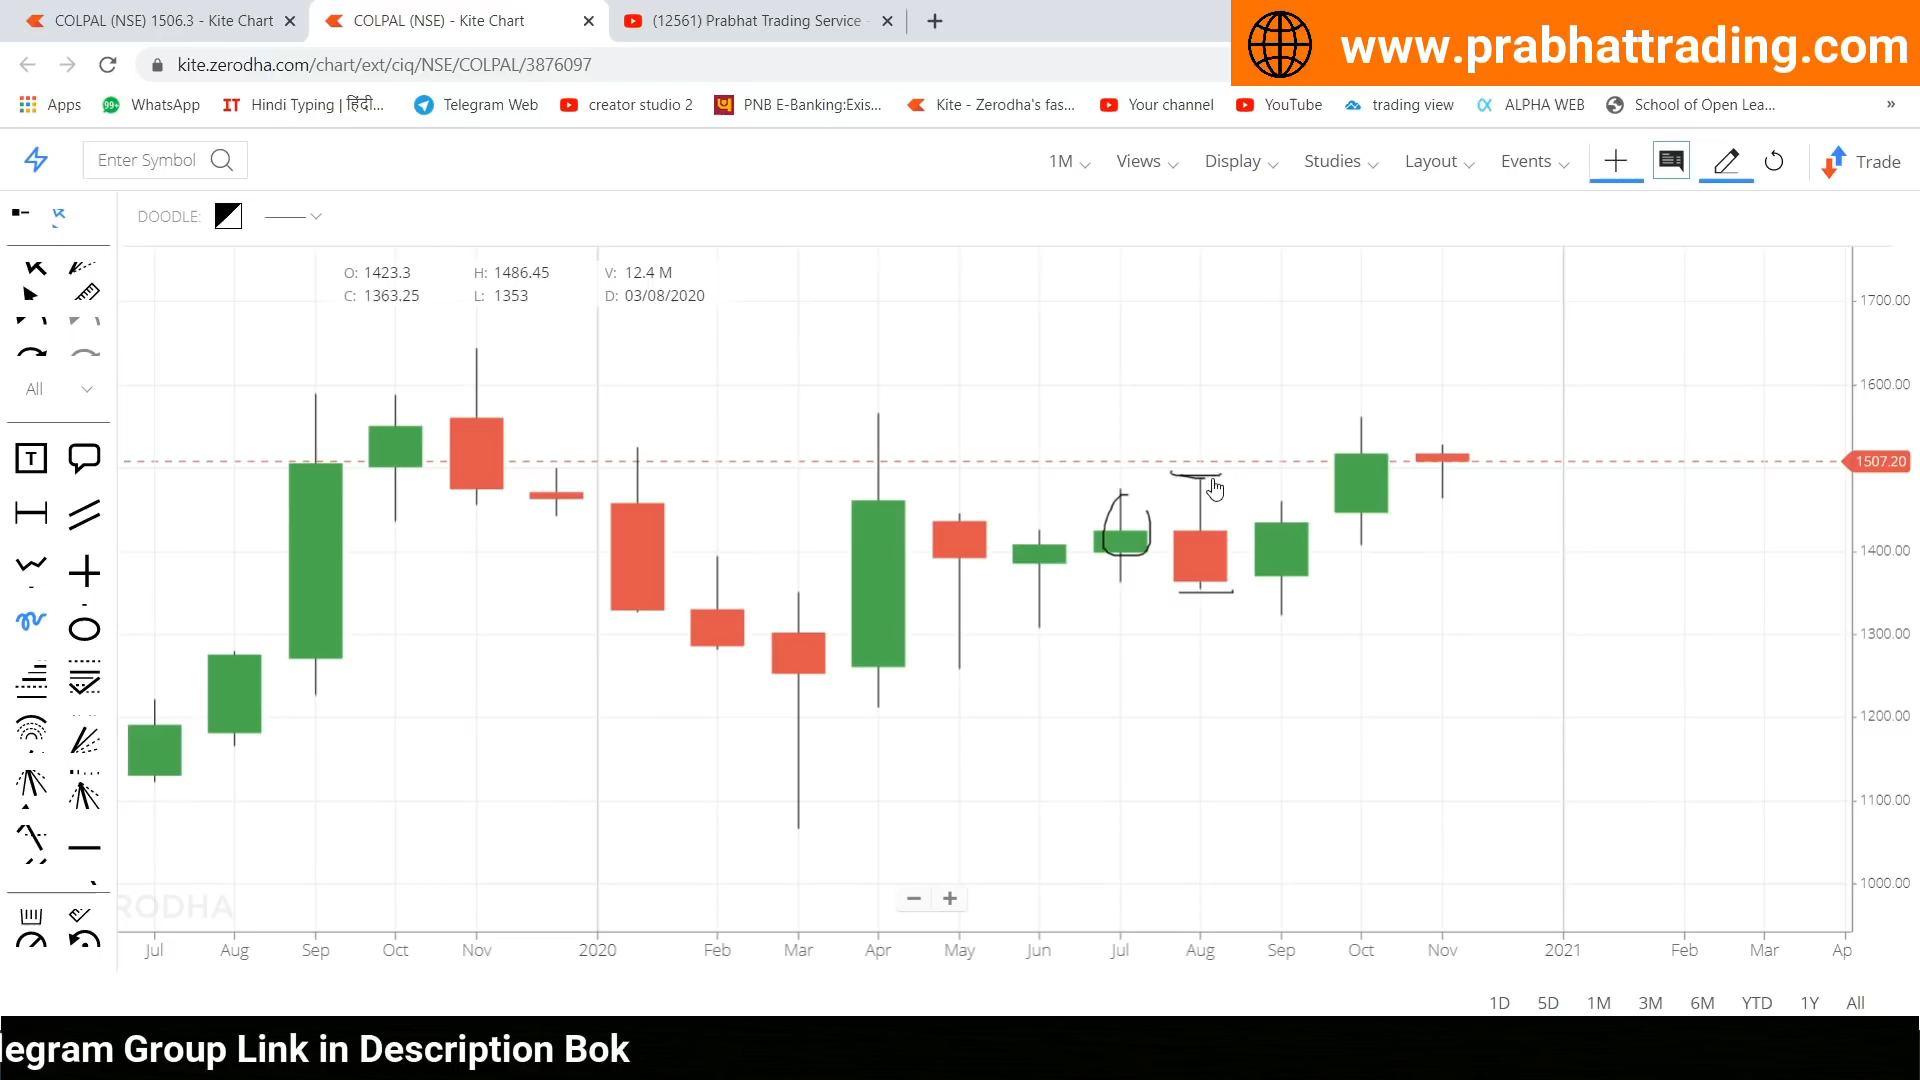 COLPAL (NSE) 1506.3 - Kite Chart
COLPAL (NSE) - Kite Chart
(12561) Prabhat Trading Service -
www.prabhattrading.com
kite.zerodha.com/chart/ext/ciq/NSE/COLPAL/3876097
Apps
99+
WhatsApp
IT
Hindi Typing | हिंदी...
Telegram Web
creator studio 2
PNB E-Banking:Exis...
Kite - Zerodha's fas...
Your channel
YouTube
trading view
ALPHA WEB
School of Open Lea...
»
Enter Symbol
1M
Views
Display
Studies
Layout
Events
Trade
DOODLE:
O: 1423.3 H: 1486.45 V: 12.4 M
C: 1363.25 L: 1353 D: 03/08/2020
All
T
1700.00
1600.00
1507.20
1400.00
1300.00
1200.00
1100.00
1000.00
RODHA
Jul Aug Sep Oct Nov 2020 Feb Mar Apr May Jun Jul Aug Sep Oct Nov 2021 Feb Mar Ap
1D 5D 1M 3M 6M YTD 1Y All
legram Group Link in Description Bok